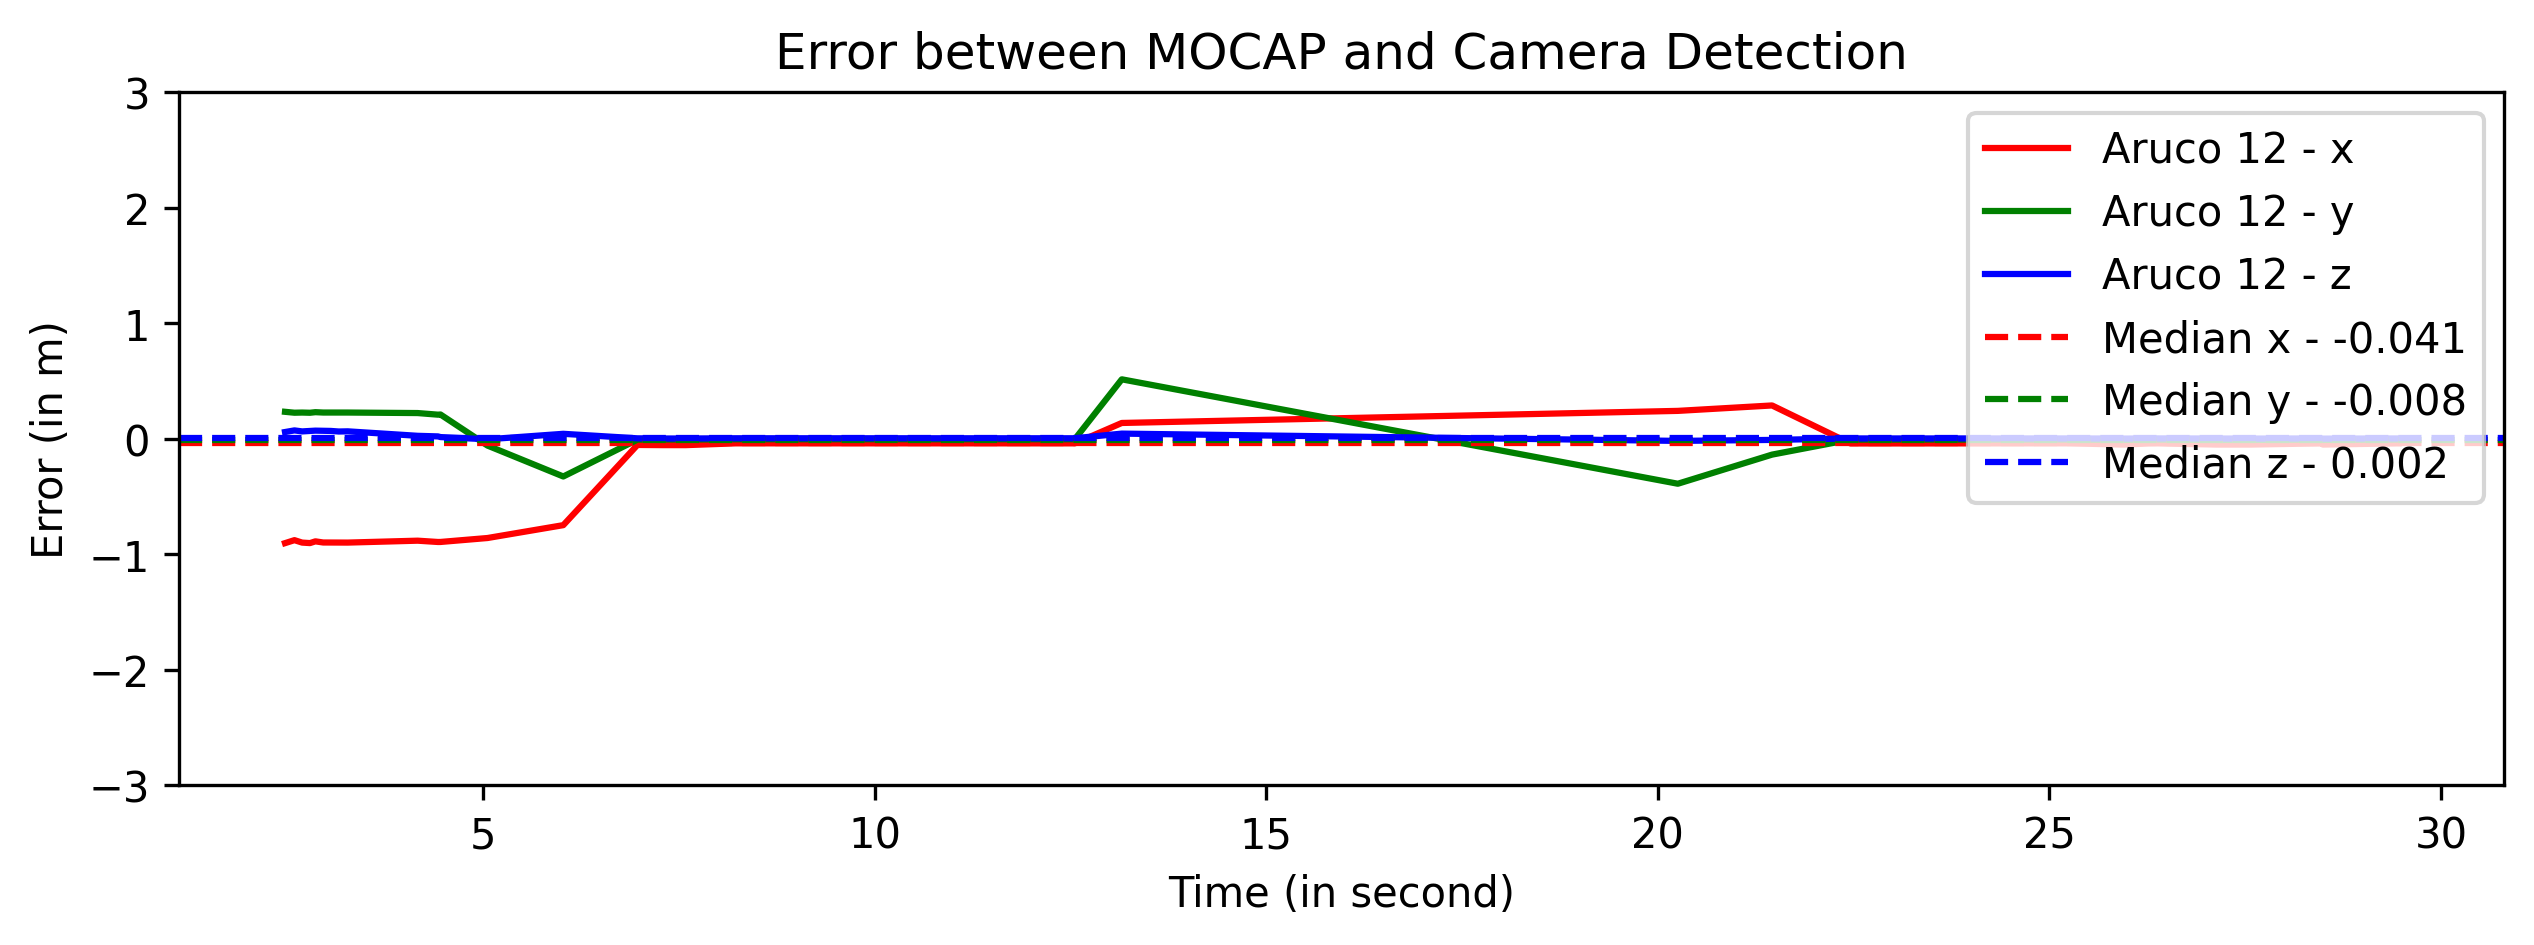 Error between MOCAP and Camera Detection
3
2
1
0
−1
−2
−3
Error (in m)
Aruco 12 - x
Aruco 12 - y
Aruco 12 - z
Median x - -0.041
Median y - -0.008
Median z - 0.002
5 10 15 20 25 30
Time (in second)